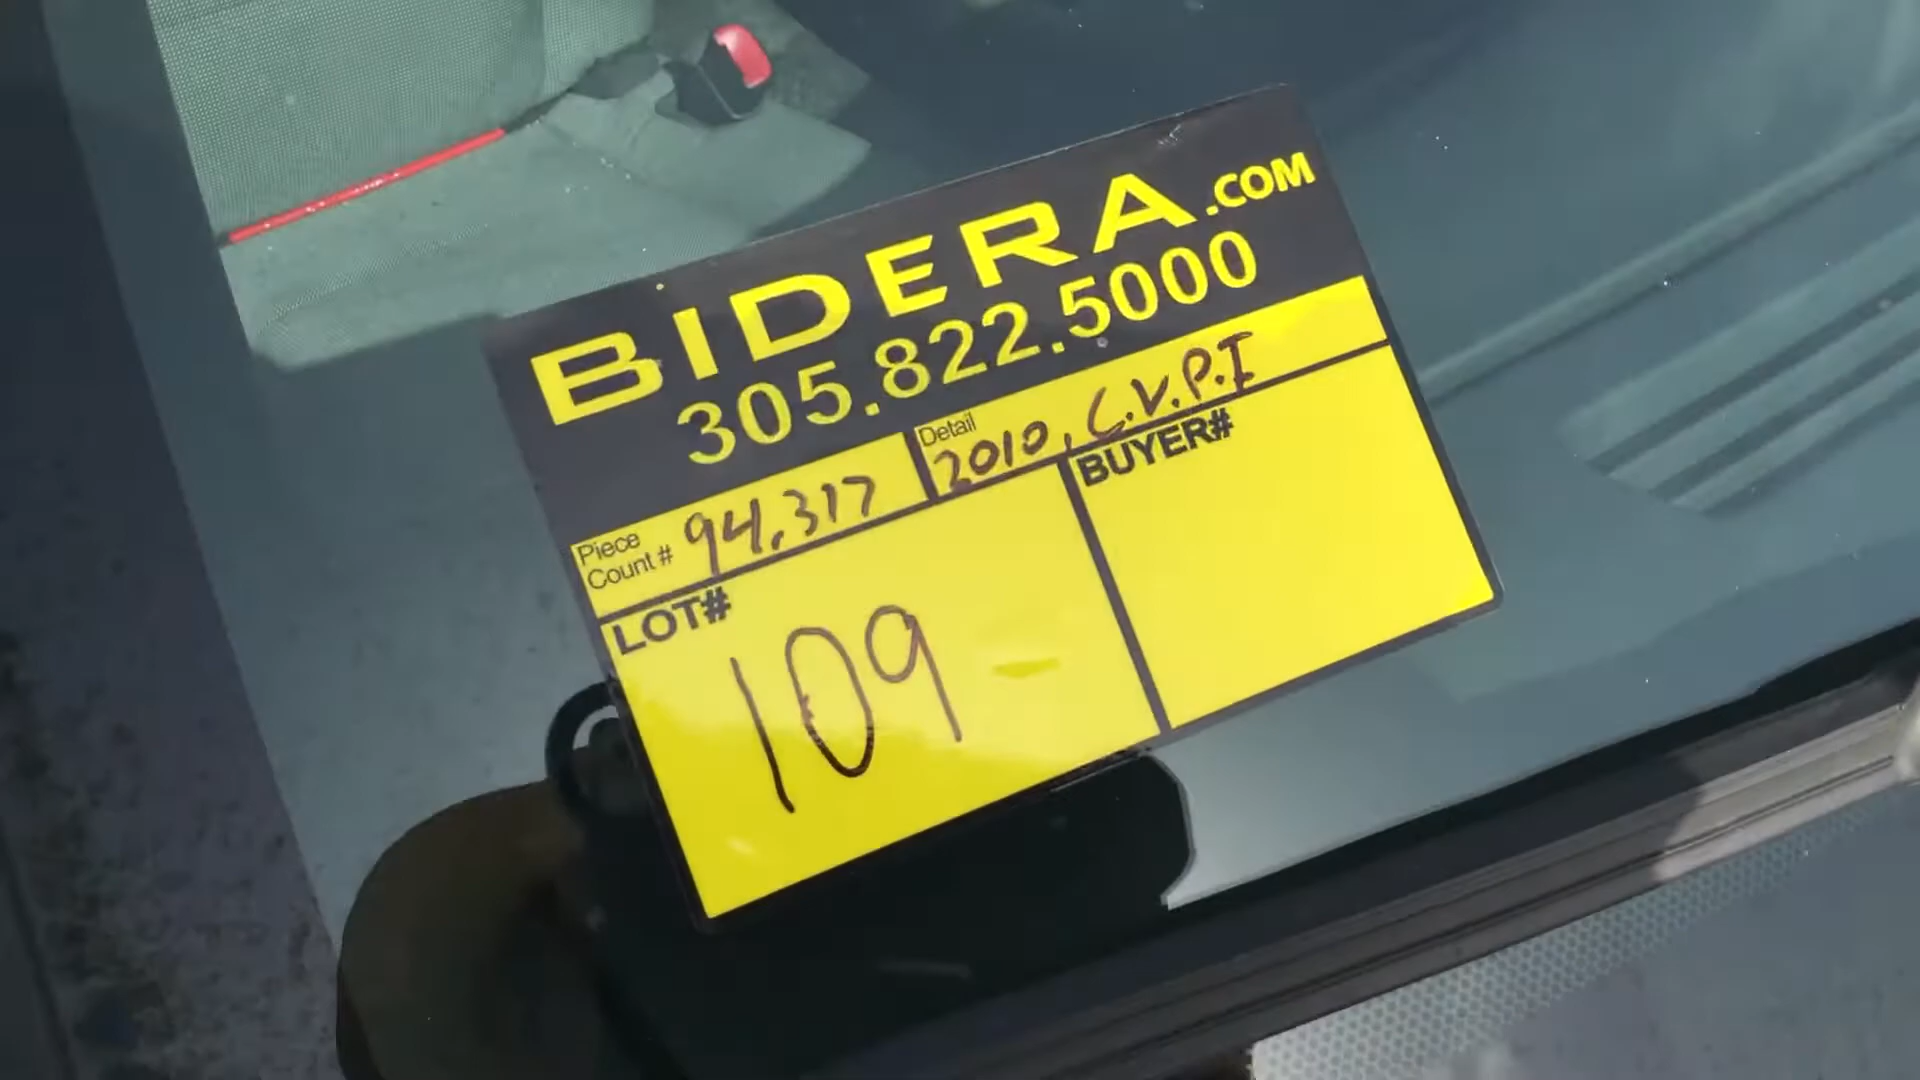 BIDERA.COM
305.822.5000
Piece Count # 94,317
Detail 2010, C.V.P.I
LOT# 109
BUYER#